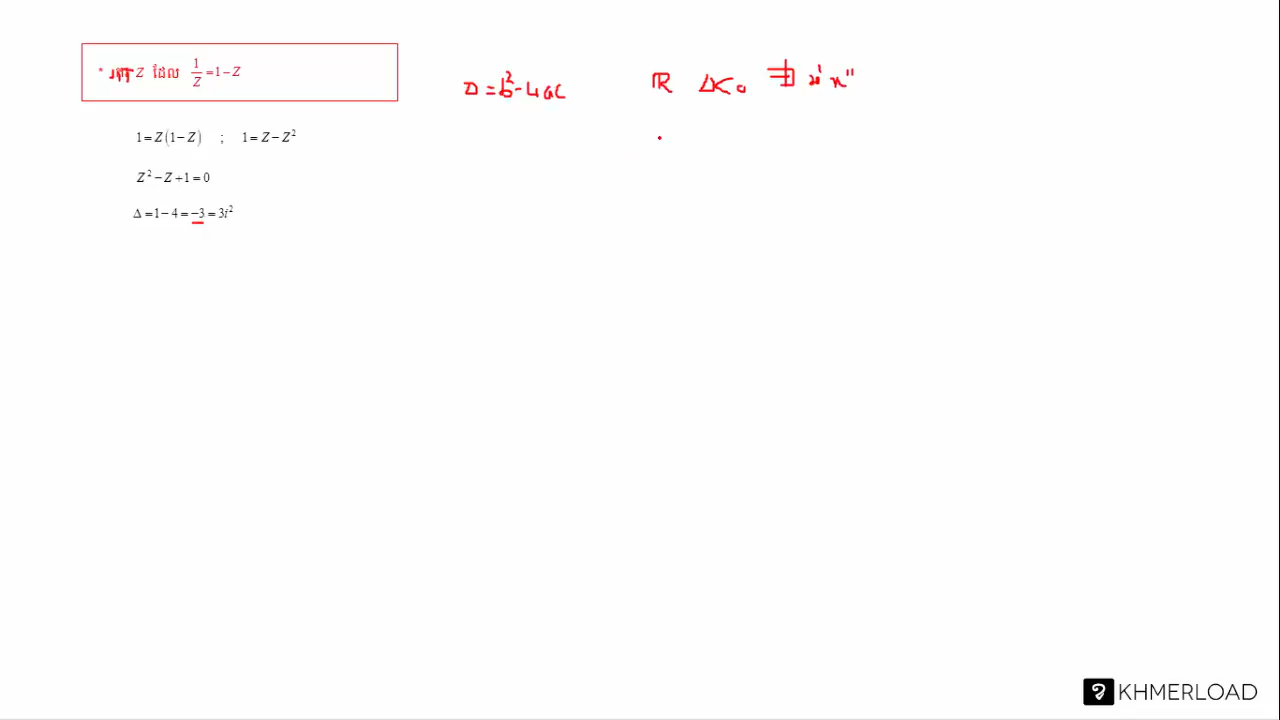 * រក Z ដែល 1/Z = 1 − Z
Δ = b² − 4ac
ℝ Δ < 0 ∄ x' x"
1 = Z(1 − Z) ; 1 = Z − Z²
Z² − Z + 1 = 0
Δ = 1 − 4 = −3 = 3i²
KHMERLOAD